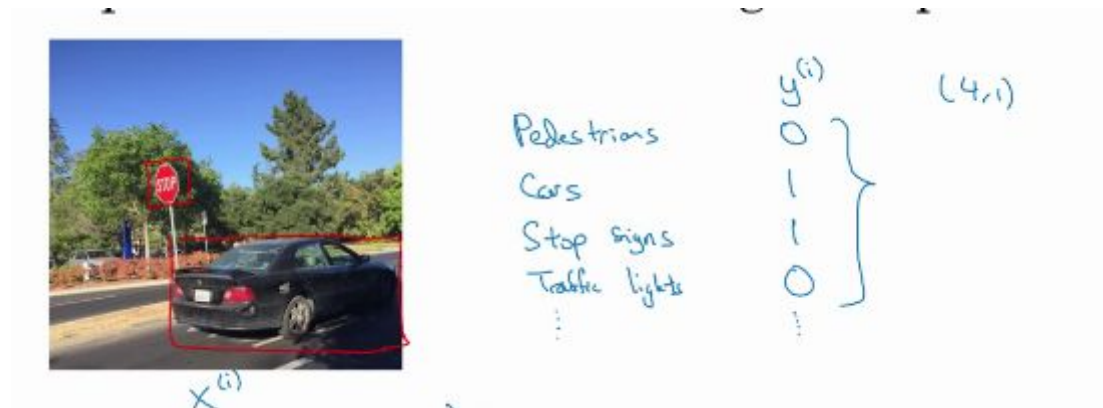 y(i)
(4,1)
Pedestrians 0
Cars 1
Stop signs 1
Traffic lights 0
⋮ ⋮
STOP
x(i)